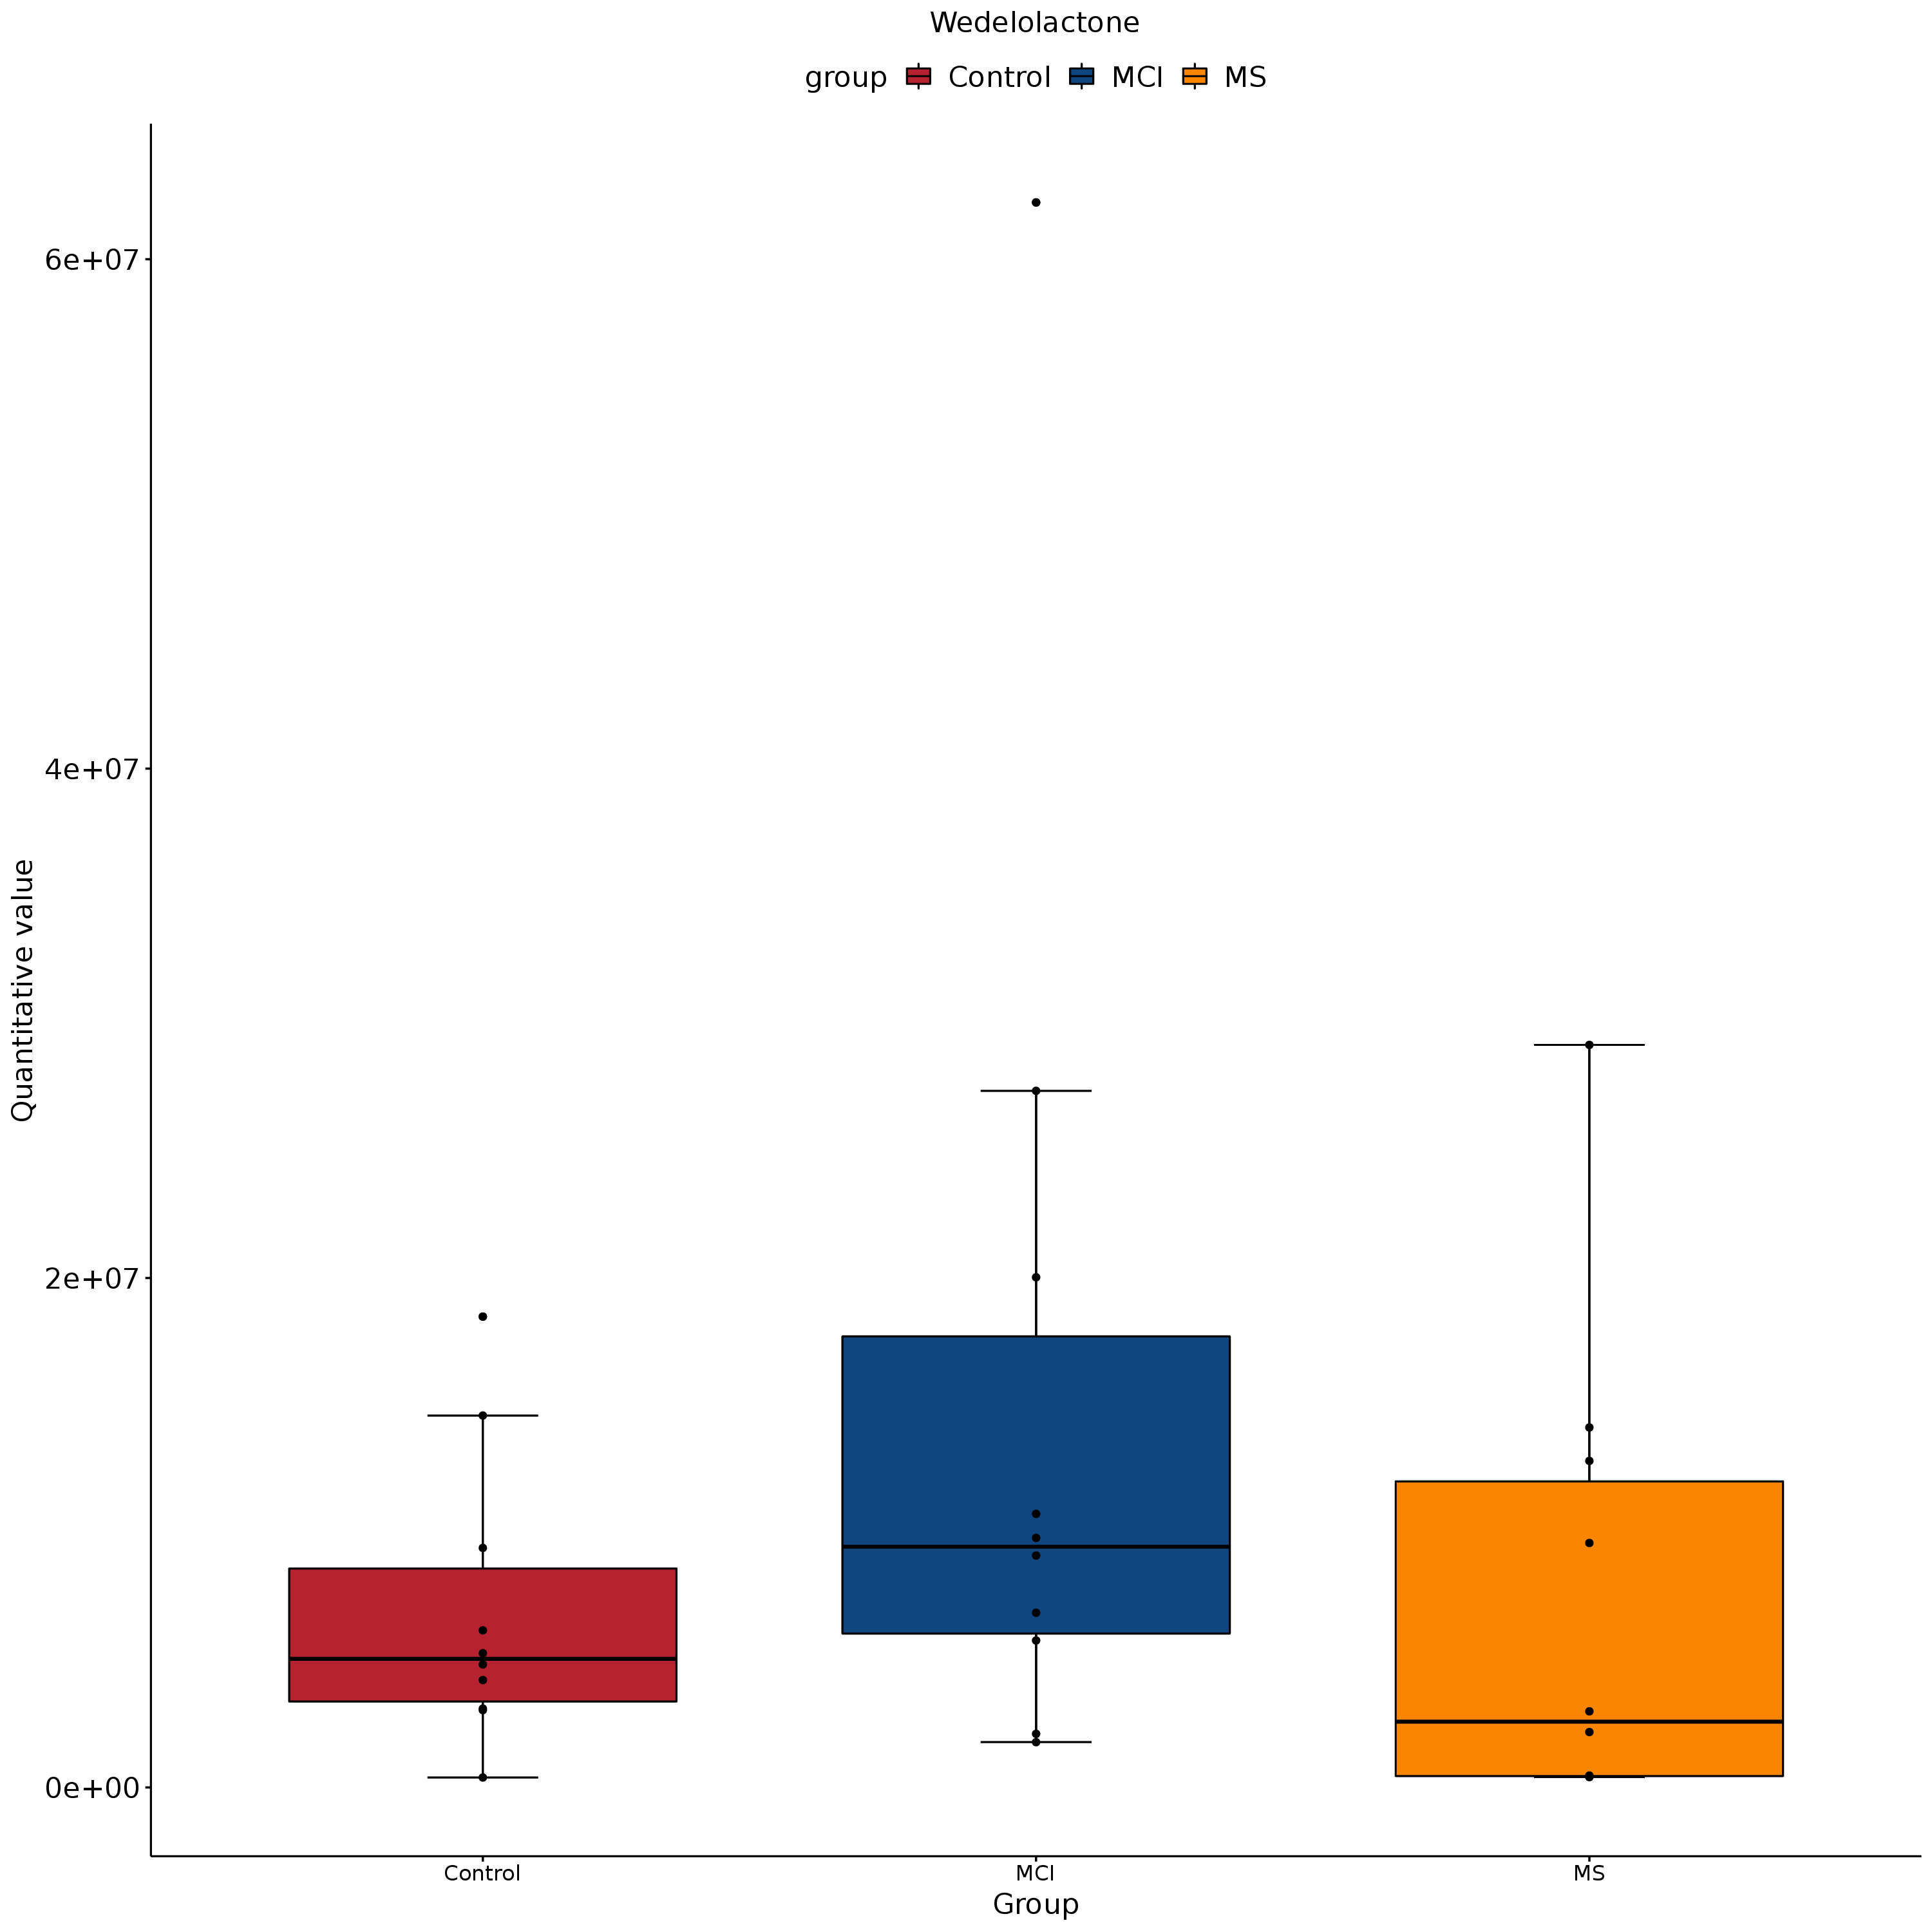 Wedelolactone
group Control MCI MS
6e+07
4e+07
2e+07
0e+00
Quantitative value
Control MCI MS
Group